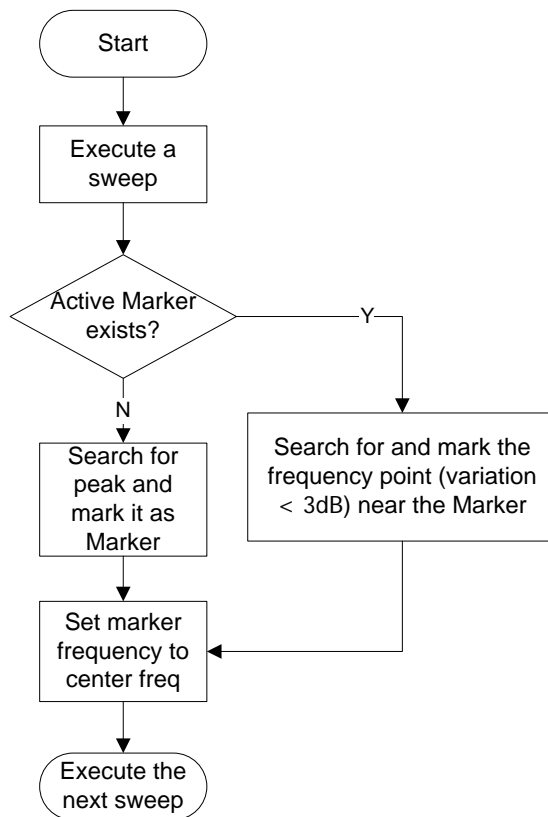 Start
Execute a
sweep
Active Marker
exists?
Y
N
Search for
peak and
mark it as
Marker
Search for and mark the
frequency point (variation
< 3dB) near the Marker
Set marker
frequency to
center freq
Execute the
next sweep